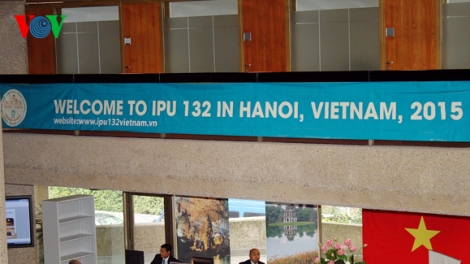 VOV
WELCOME TO IPU 132 IN HANOI, VIETNAM, 2015
website:www.ipu132vietnam.vn